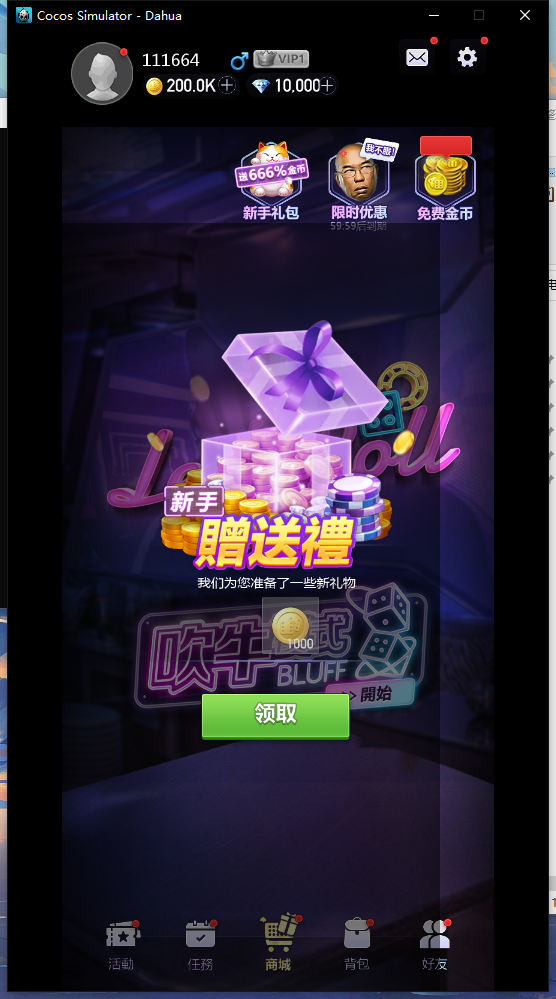 Cocos Simulator - Dahua
111664
VIP1
200.0K
10,000
我不服!
送666%金币
新手礼包
限时优惠
免费金币
59:59后到期
新手
贈送禮
我们为您准备了一些新礼物
1000
吹牛模式
BLUFF
>> 開始
领取
活動
任務
商城
背包
好友